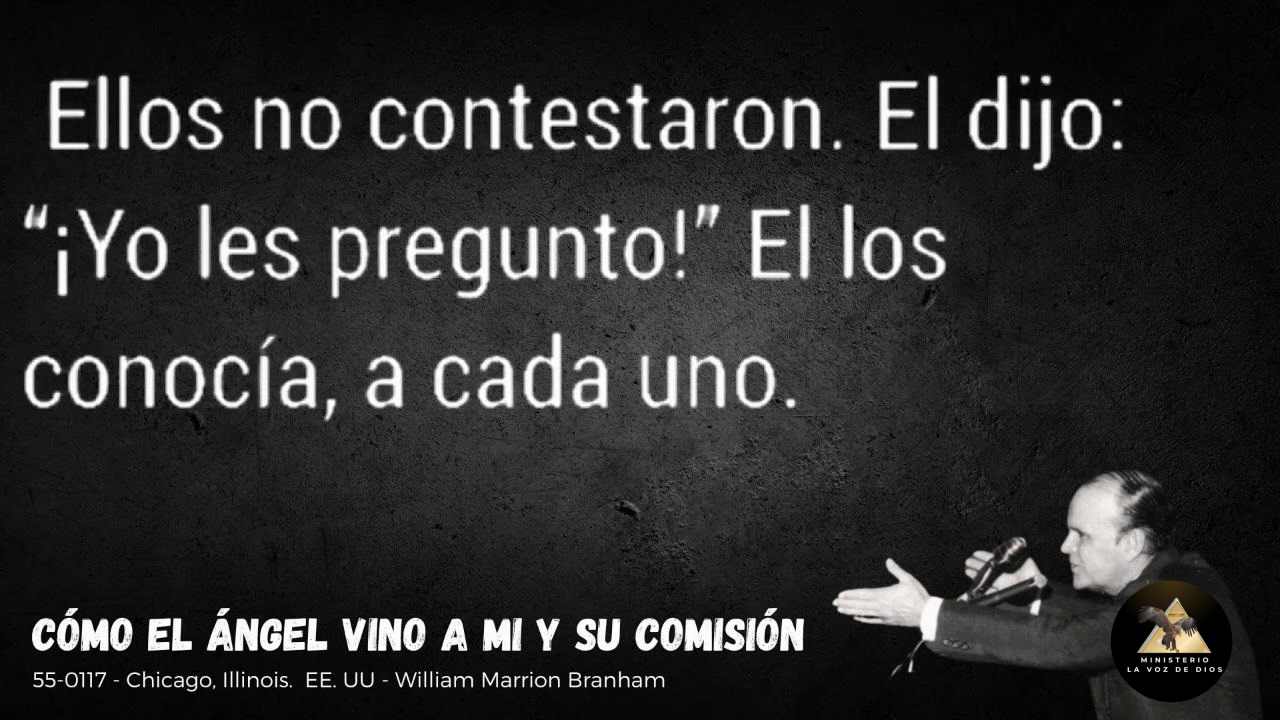 Ellos no contestaron. El dijo:
“¡Yo les pregunto!” El los
conocía, a cada uno.
CÓMO EL ÁNGEL VINO A MI Y SU COMISIÓN
55-0117 - Chicago, Illinois. EE. UU - William Marrion Branham
MINISTERIO
LA VOZ DE DIOS